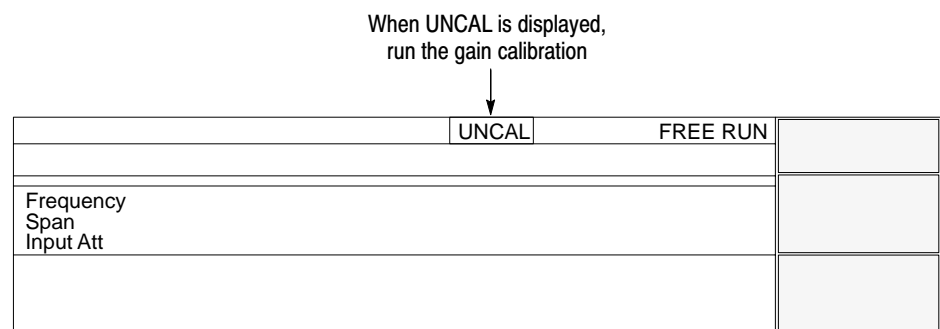 When UNCAL is displayed,
run the gain calibration
UNCAL
FREE RUN
Frequency
Span
Input Att